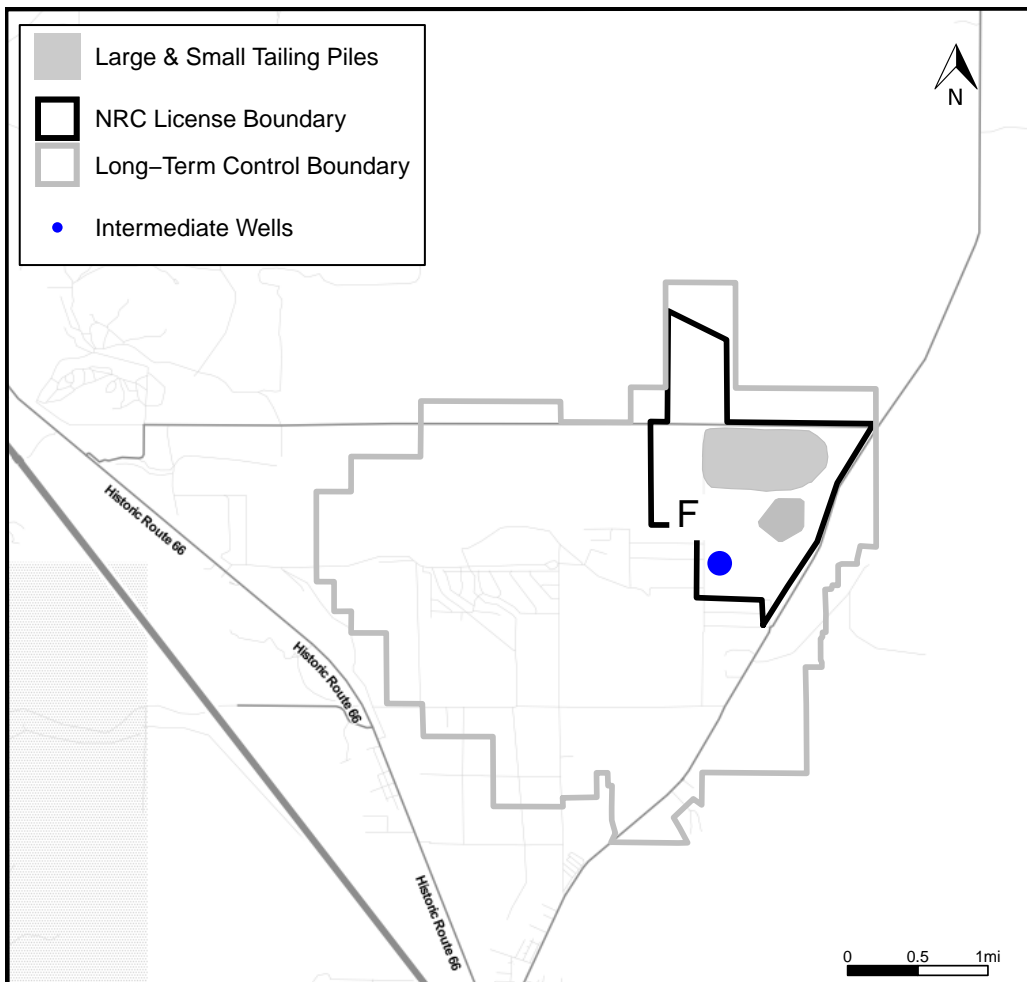 Large & Small Tailing Piles
NRC License Boundary
Long−Term Control Boundary
Intermediate Wells
N
F
Historic Route 66
Historic Route 66
Historic Route 66
0 0.5 1mi